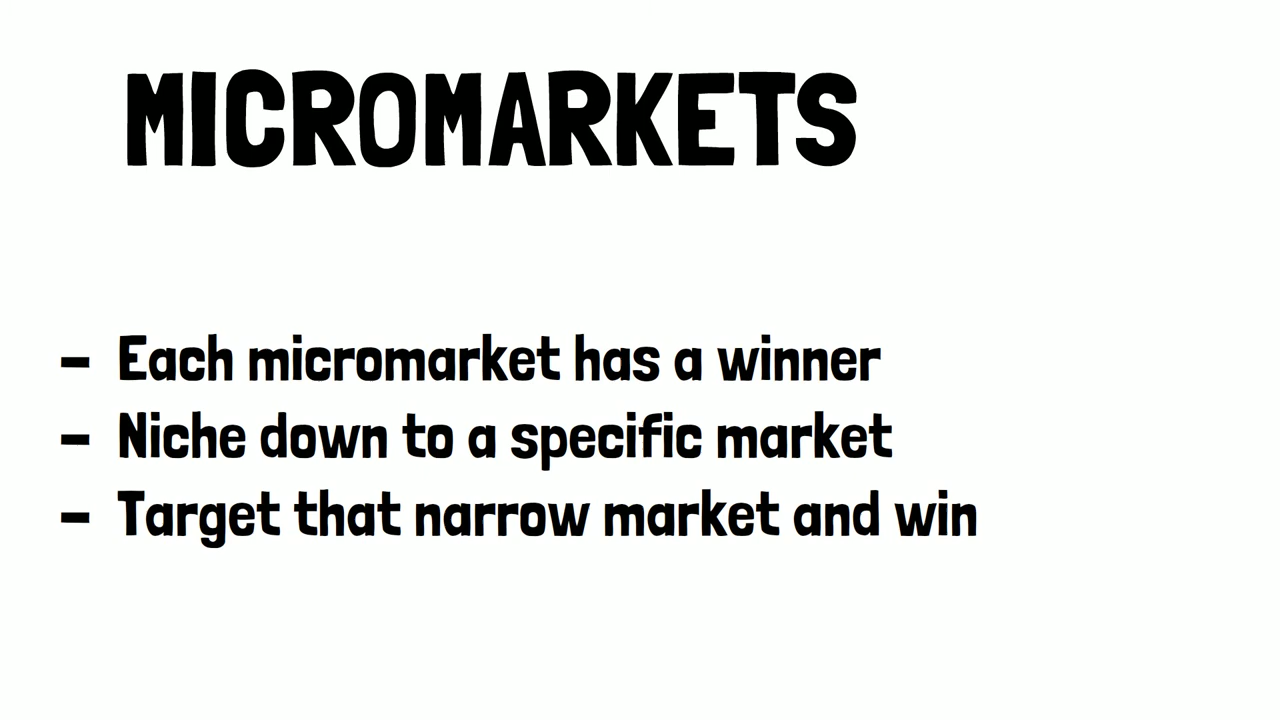 MICROMARKETS
- Each micromarket has a winner
- Niche down to a specific market
- Target that narrow market and win